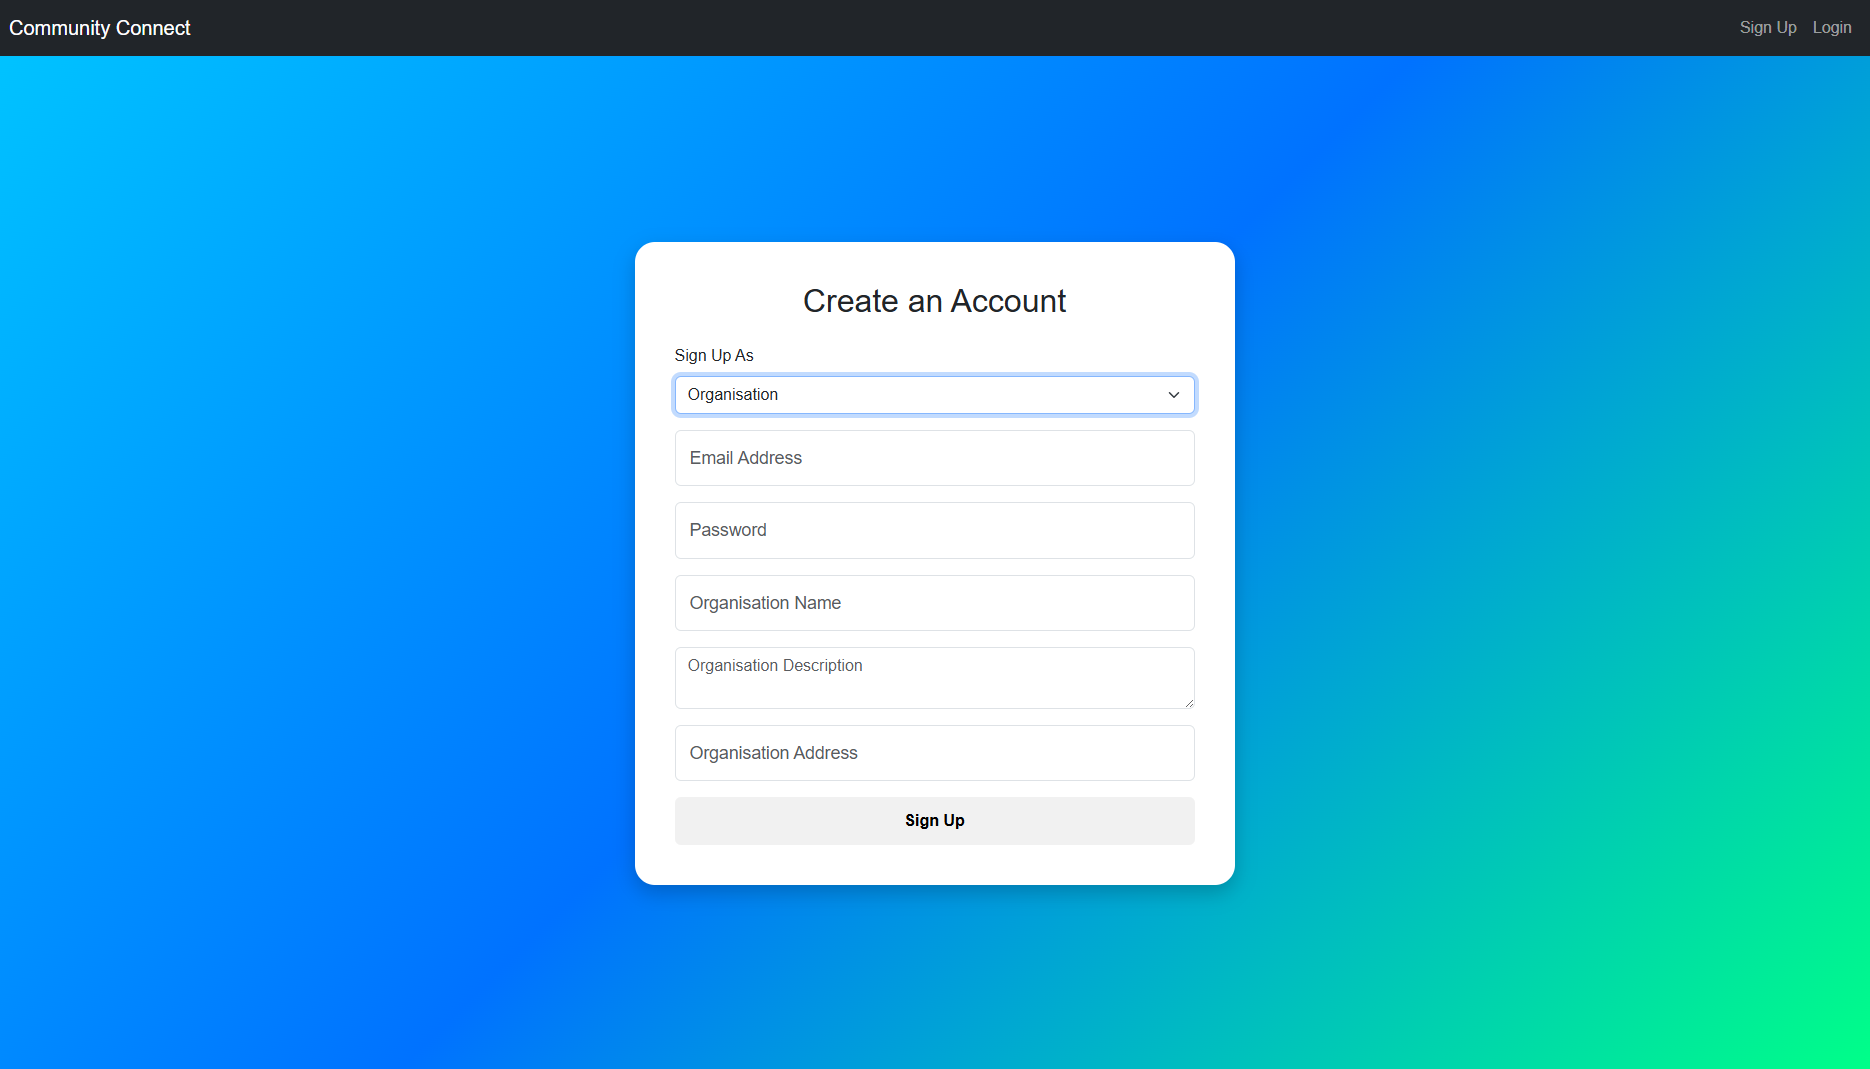 Community Connect
Sign Up
Login
Create an Account
Sign Up As
Organisation
Email Address
Password
Organisation Name
Organisation Description
Organisation Address
Sign Up